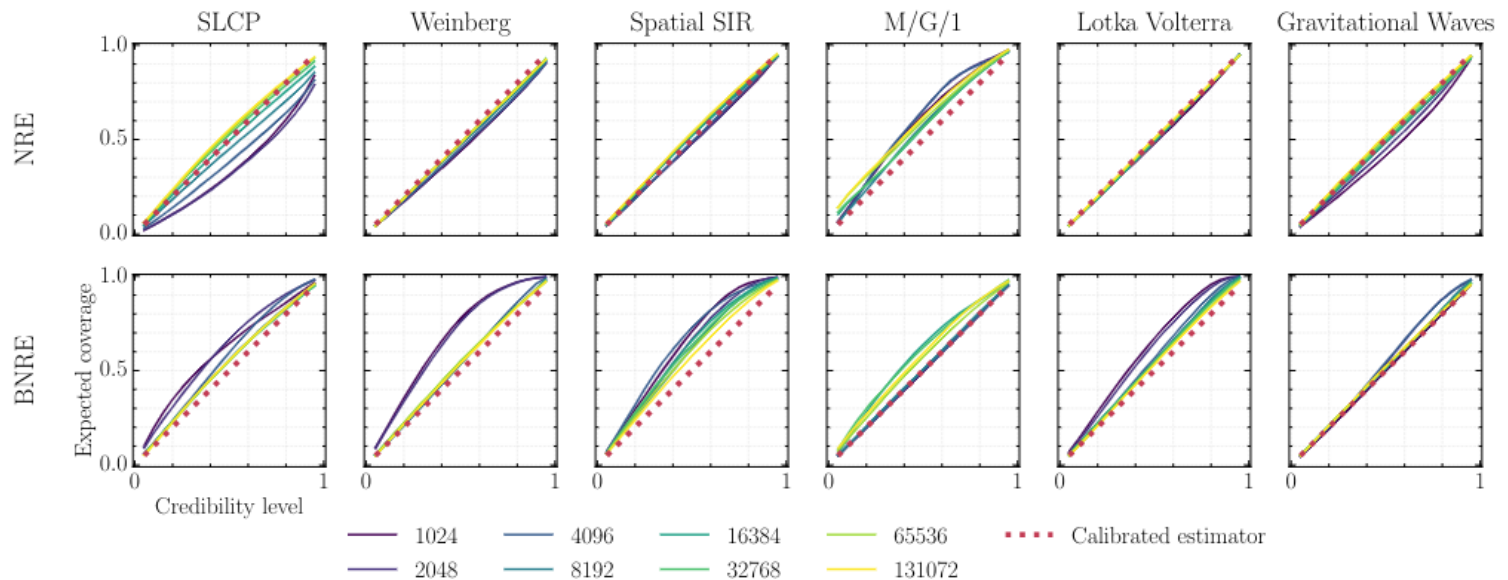 SLCP Weinberg Spatial SIR M/G/1 Lotka Volterra Gravitational Waves
NRE
1.0
0.5
0.0
BNRE
Expected coverage
1.0
0.5
0.0
0 1 0 1 0 1 0 1 0 1 0 1
Credibility level
1024 4096 16384 65536 Calibrated estimator
2048 8192 32768 131072